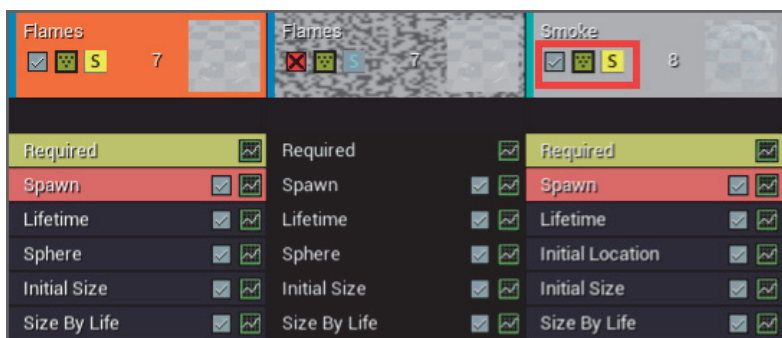 Flames
S 7
Flames
S 7
Smoke
S 8
Required
Spawn
Lifetime
Sphere
Initial Size
Size By Life
Required
Spawn
Lifetime
Sphere
Initial Size
Size By Life
Required
Spawn
Lifetime
Initial Location
Initial Size
Size By Life